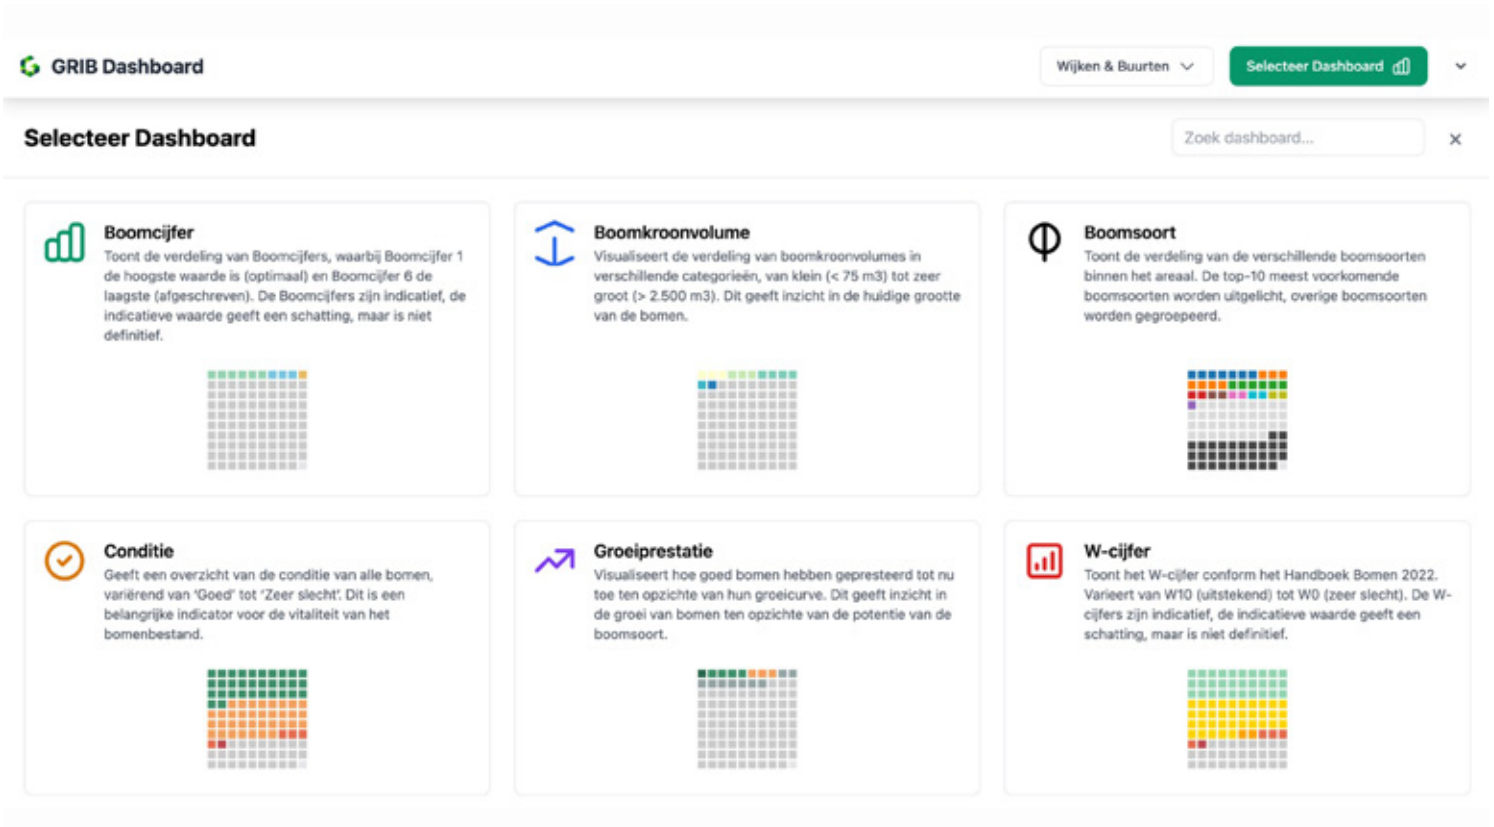 GRIB Dashboard
Wijken & Buurten
Selecteer Dashboard
Selecteer Dashboard
Zoek dashboard...
Boomcijfer
Toont de verdeling van Boomcijfers, waarbij Boomcijfer 1
de hoogste waarde is (optimaal) en Boomcijfer 6 de
laagste (afgeschreven). De Boomcijfers zijn indicatief, de
indicatieve waarde geeft een schatting, maar is niet
definitief.
Boomkroonvolume
Visualiseert de verdeling van boomkroonvolumes in
verschillende categorieën, van klein (< 75 m3) tot zeer
groot (> 2.500 m3). Dit geeft inzicht in de huidige grootte
van de bomen.
Boomsoort
Toont de verdeling van de verschillende boomsoorten
binnen het areaal. De top-10 meest voorkomende
boomsoorten worden uitgelicht, overige boomsoorten
worden gegroepeerd.
Conditie
Geeft een overzicht van de conditie van alle bomen,
variërend van 'Goed' tot 'Zeer slecht'. Dit is een
belangrijke indicator voor de vitaliteit van het
bomenbestand.
Groeiprestatie
Visualiseert hoe goed bomen hebben gepresteerd tot nu
toe ten opzichte van hun groeicurve. Dit geeft inzicht in
de groei van bomen ten opzichte van de potentie van de
boomsoort.
W-cijfer
Toont het W-cijfer conform het Handboek Bomen 2022.
Varieert van W10 (uitstekend) tot W0 (zeer slecht). De W-
cijfers zijn indicatief, de indicatieve waarde geeft een
schatting, maar is niet definitief.